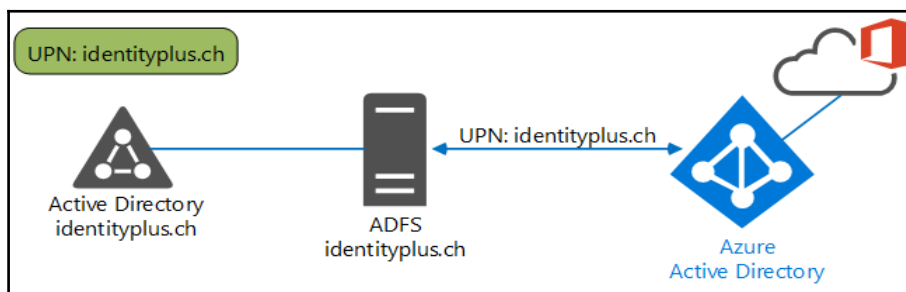 UPN: identityplus.ch
UPN: identityplus.ch
Active Directory
identityplus.ch
ADFS
identityplus.ch
Azure
Active Directory